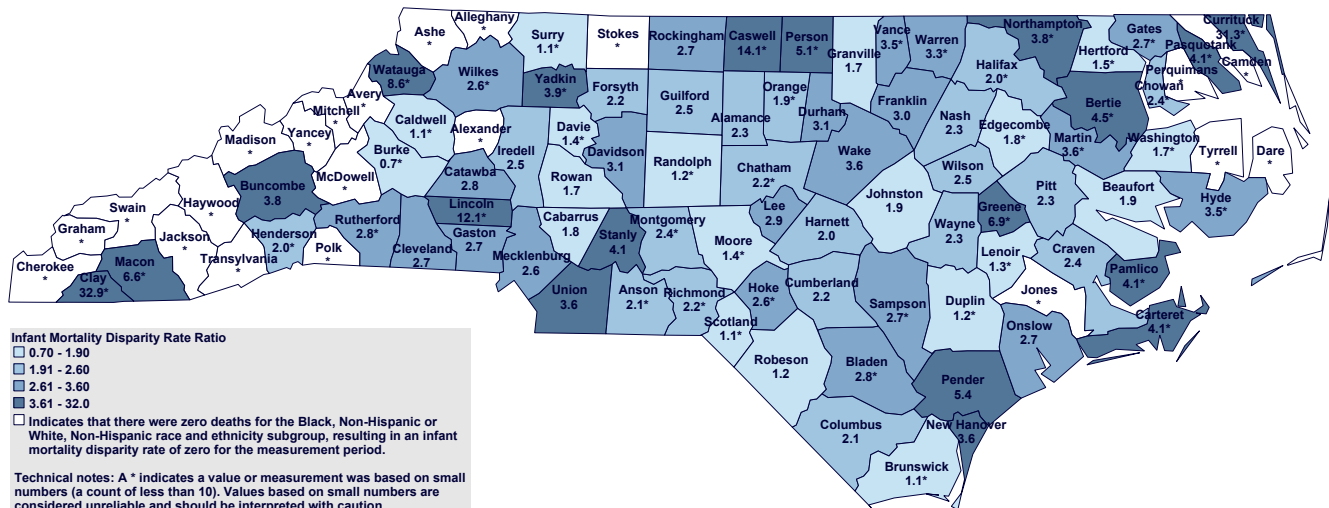 Ashe
*
Alleghany
*
Surry
1.1*
Stokes
*
Rockingham
2.7
Caswell
14.1*
Person
5.1*
Granville
1.7
Vance
3.5*
Warren
3.3*
Northampton
3.8*
Hertford
1.5*
Gates
2.7*
Currituck
31.3*
Pasquotank
4.1*
Camden
*
Perquimans
*
Chowan
2.4*
Watauga
8.6*
Wilkes
2.6*
Yadkin
3.9*
Forsyth
2.2
Guilford
2.5
Alamance
2.3
Orange
1.9*
Durham
3.1
Franklin
3.0
Halifax
2.0*
Bertie
4.5*
Avery
*
Mitchell
*
Yancey
*
Madison
*
Caldwell
1.1*
Alexander
*
Davie
1.4*
Iredell
2.5
Davidson
3.1
Randolph
1.2*
Chatham
2.2*
Wake
3.6
Nash
2.3
Edgecombe
1.8*
Martin
3.6*
Washington
1.7*
Tyrrell
*
Dare
*
Burke
0.7*
McDowell
*
Buncombe
3.8
Haywood
*
Swain
*
Graham
*
Jackson
*
Cherokee
*
Clay
32.9*
Macon
6.6*
Transylvania
*
Henderson
2.0*
Polk
*
Rutherford
2.8*
Cleveland
2.7
Catawba
2.8
Lincoln
12.1*
Gaston
2.7
Rowan
1.7
Cabarrus
1.8
Mecklenburg
2.6
Stanly
4.1
Montgomery
2.4*
Moore
1.4*
Lee
2.9
Harnett
2.0
Johnston
1.9
Wilson
2.5
Wayne
2.3
Greene
6.9*
Pitt
2.3
Beaufort
1.9
Hyde
3.5*
Lenoir
1.3*
Craven
2.4
Pamlico
4.1*
Jones
*
Carteret
4.1*
Onslow
2.7
Duplin
1.2*
Sampson
2.7*
Cumberland
2.2
Hoke
2.6*
Scotland
1.1*
Richmond
2.2*
Anson
2.1*
Union
3.6
Robeson
1.2
Bladen
2.8*
Pender
5.4
New Hanover
3.6
Columbus
2.1
Brunswick
1.1*
Infant Mortality Disparity Rate Ratio
0.70 - 1.90
1.91 - 2.60
2.61 - 3.60
3.61 - 32.0
Indicates that there were zero deaths for the Black, Non-Hispanic or
White, Non-Hispanic race and ethnicity subgroup, resulting in an infant
mortality disparity rate of zero for the measurement period.
Technical notes: A * indicates a value or measurement was based on small
numbers (a count of less than 10). Values based on small numbers are
considered unreliable and should be interpreted with caution